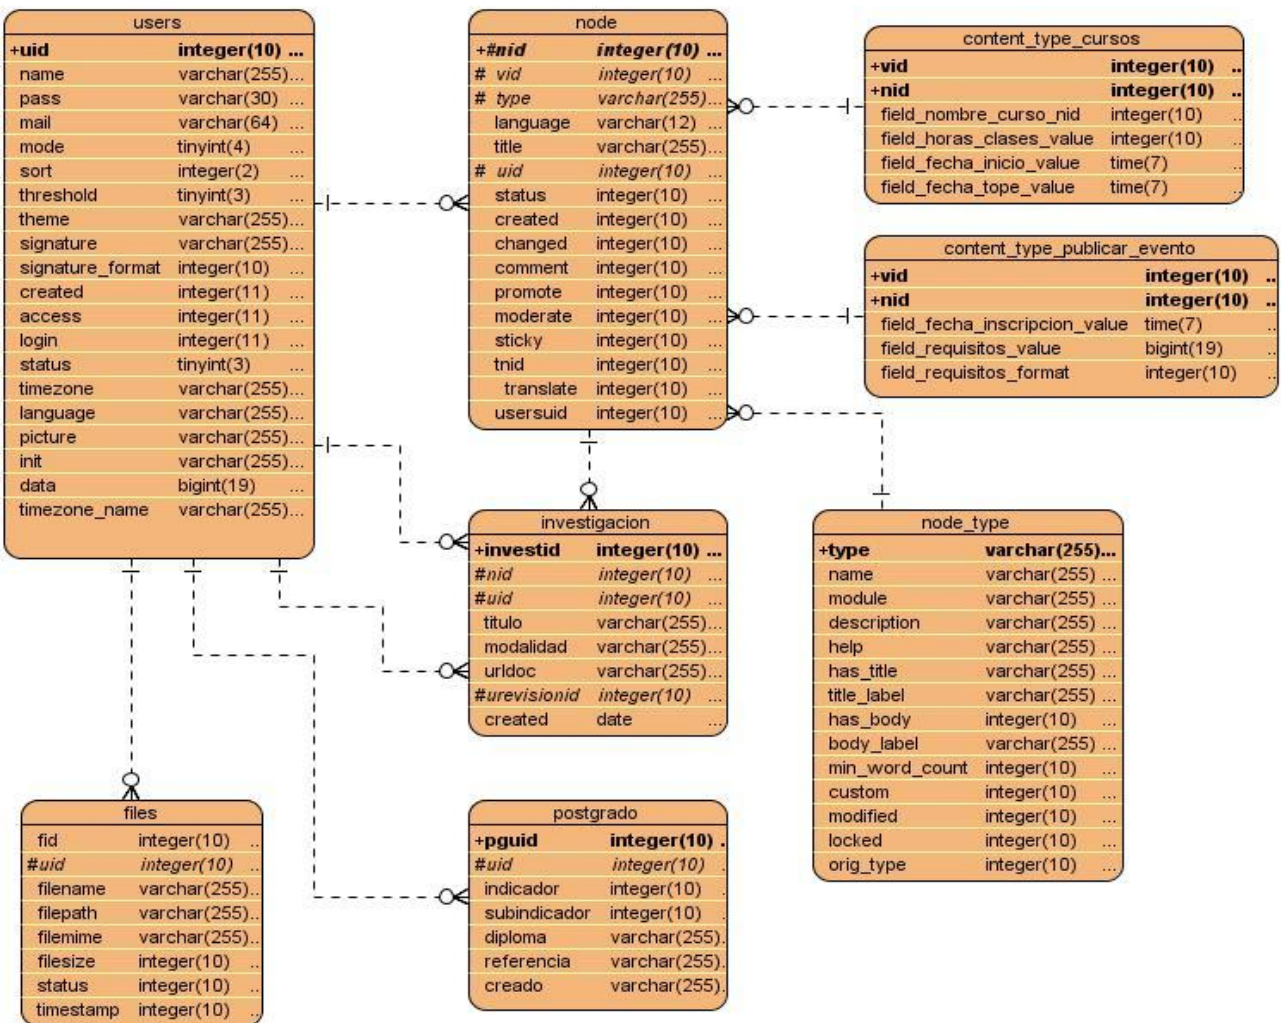 users
+uid integer(10) ...
name varchar(255)...
pass varchar(30) ...
mail varchar(64) ...
mode tinyint(4) ...
sort integer(2) ...
threshold tinyint(3) ...
theme varchar(255)...
signature varchar(255)...
signature_format integer(10) ...
created integer(11) ...
access integer(11) ...
login integer(11) ...
status tinyint(3) ...
timezone varchar(255)...
language varchar(255)...
picture varchar(255)...
init varchar(255)...
data bigint(19) ...
timezone_name varchar(255)...
node
+#nid integer(10) ...
# vid integer(10) ...
# type varchar(255)...
language varchar(12) ...
title varchar(255)...
# uid integer(10) ...
status integer(10) ...
created integer(10) ...
changed integer(10) ...
comment integer(10) ...
promote integer(10) ...
moderate integer(10) ...
sticky integer(10) ...
tnid integer(10) ...
translate integer(10) ...
usersuid integer(10) ...
content_type_cursos
+vid integer(10) ..
+nid integer(10) ..
field_nombre_curso_nid integer(10) ..
field_horas_clases_value integer(10) ..
field_fecha_inicio_value time(7) ..
field_fecha_tope_value time(7) ..
content_type_publicar_evento
+vid integer(10) ..
+nid integer(10) ..
field_fecha_inscripcion_value time(7) ..
field_requisitos_value bigint(19) ..
field_requisitos_format integer(10) ..
investigacion
+investid integer(10) ...
#nid integer(10) ...
#uid integer(10) ...
titulo varchar(255)...
modalidad varchar(255)...
urldoc varchar(255)...
#urevisionid integer(10) ...
created date ...
node_type
+type varchar(255)...
name varchar(255) ...
module varchar(255) ...
description varchar(255) ...
help varchar(255) ...
has_title varchar(255) ...
title_label varchar(255) ...
has_body integer(10) ...
body_label varchar(255) ...
min_word_count integer(10) ...
custom integer(10) ...
modified integer(10) ...
locked integer(10) ...
orig_type integer(10) ...
files
fid integer(10) ..
#uid integer(10) ..
filename varchar(255)..
filepath varchar(255)..
filemime varchar(255)..
filesize integer(10) ..
status integer(10) ..
timestamp integer(10) ..
postgrado
+pguid integer(10) .
#uid integer(10) .
indicador integer(10) .
subindicador integer(10) .
diploma varchar(255).
referencia varchar(255).
creado varchar(255).